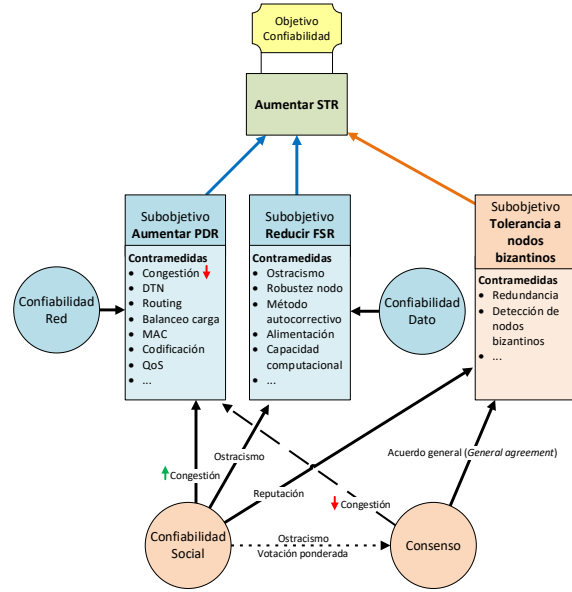 Objetivo
Confiabilidad
Aumentar STR
Subobjetivo
Aumentar PDR
Contramedidas
• Congestión
• DTN
• Routing
• Balanceo carga
• MAC
• Codificación
• QoS
• ...
Subobjetivo
Reducir FSR
Contramedidas
• Ostracismo
• Robustez nodo
• Método
autocorrectivo
• Alimentación
• Capacidad
computacional
• ...
Subobjetivo
Tolerancia a
nodos
bizantinos
Contramedidas
• Redundancia
• Detección de
nodos
bizantinos
• ...
Confiabilidad
Red
Confiabilidad
Dato
Congestión
Ostracismo
Reputación
Congestión
Acuerdo general (General agreement)
Confiabilidad
Social
Ostracismo
Votación ponderada
Consenso